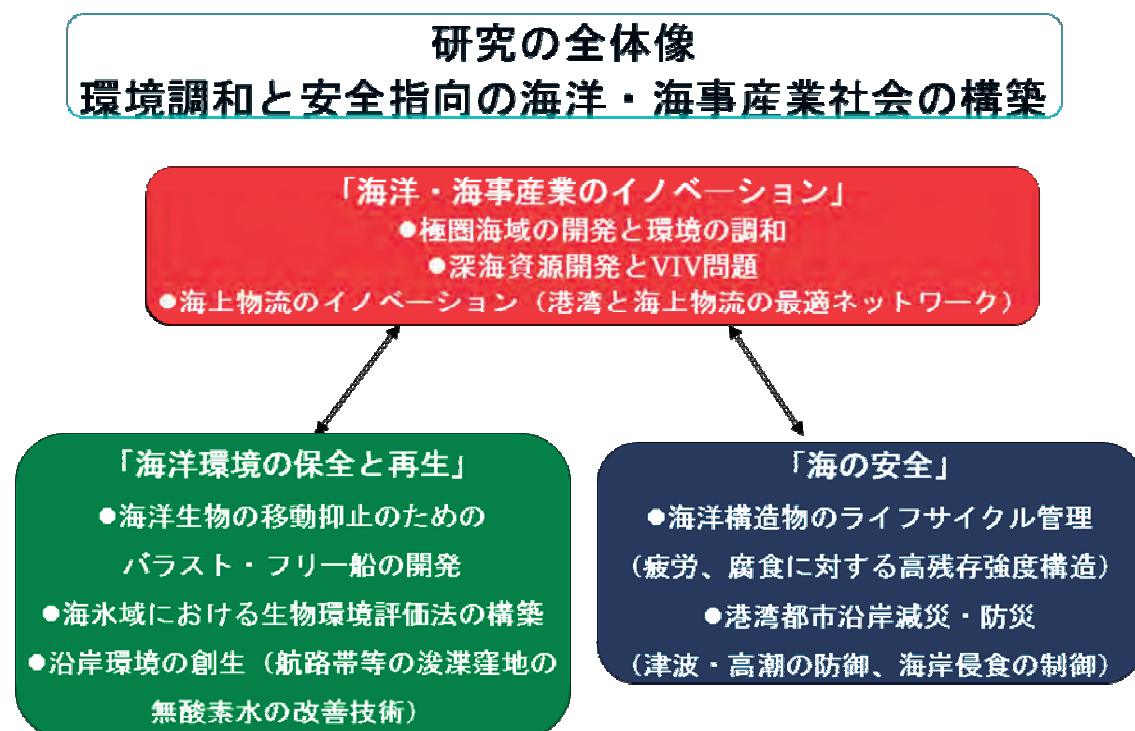 研究の全体像
環境調和と安全指向の海洋・海事産業社会の構築
「海洋・海事産業のイノベーション」
●極圏海域の開発と環境の調和
●深海資源開発とVIV問題
●海上物流のイノベーション（港湾と海上物流の最適ネットワーク）
「海洋環境の保全と再生」
●海洋生物の移動抑止のための
バラスト・フリー船の開発
●海氷域における生物環境評価法の構築
●沿岸環境の創生（航路帯等の浚渫窪地の
無酸素水の改善技術）
「海の安全」
●海洋構造物のライフサイクル管理
（疲労、腐食に対する高残存強度構造）
●港湾都市沿岸減災・防災
（津波・高潮の防御、海岸侵食の制御）